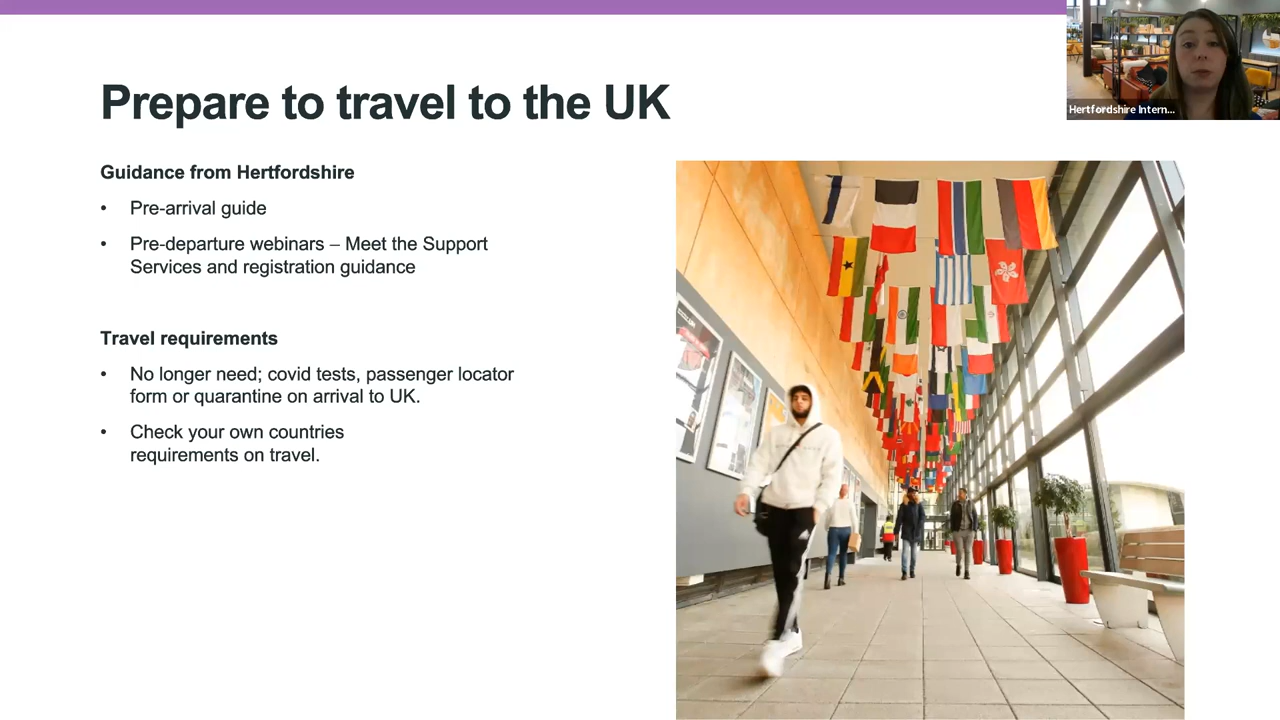 Prepare to travel to the UK
Hertfordshire Intern...
Guidance from Hertfordshire
• Pre-arrival guide
• Pre-departure webinars – Meet the Support
Services and registration guidance
Travel requirements
• No longer need; covid tests, passenger locator
form or quarantine on arrival to UK.
• Check your own countries
requirements on travel.